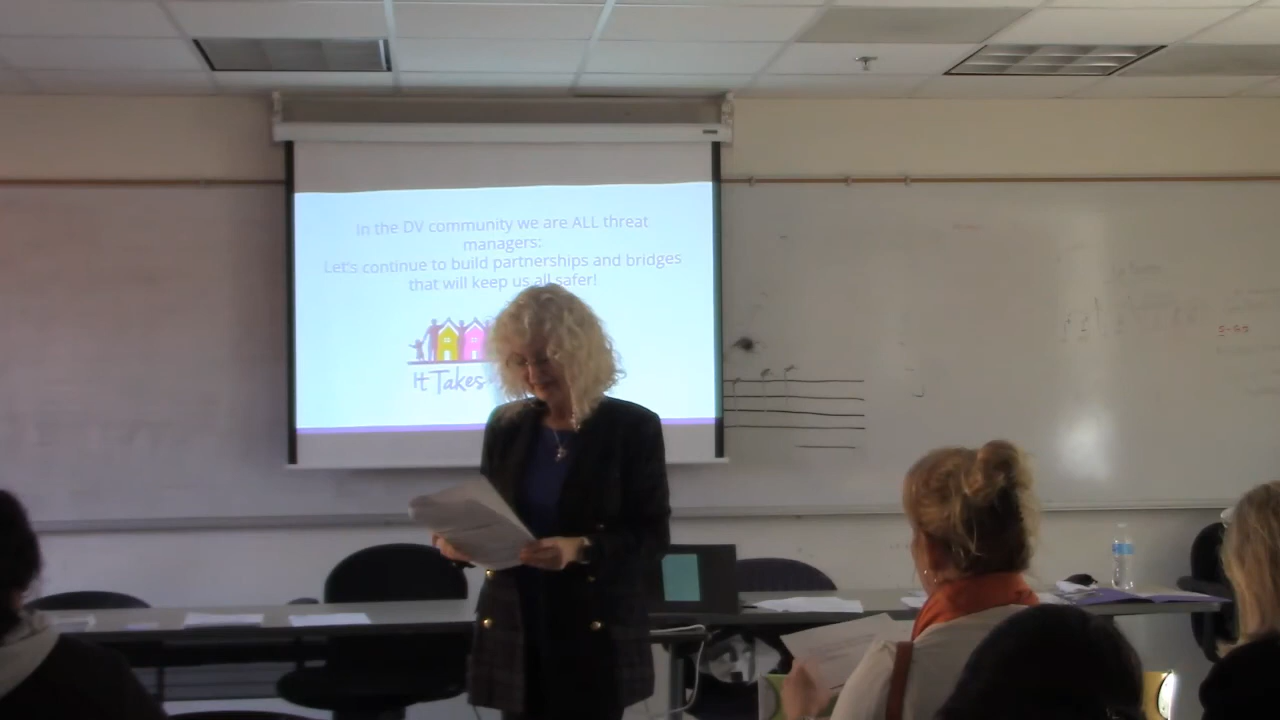 In the DV community we are ALL threat
managers:
Let's continue to build partnerships and bridges
that will keep us all safer!
It Takes